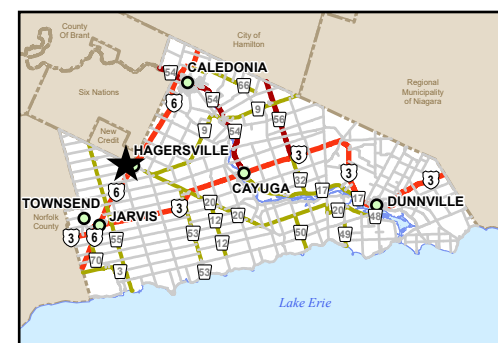 County
Of Brant
City of
Hamilton
54
CALEDONIA
66
Six Nations
6
54
9
Regional
Municipality
of Niagara
56
New
Credit
9
54
HAGERSVILLE
3
3
6
CAYUGA
32
17
17
3
TOWNSEND
20
3
DUNNVILLE
Norfolk
County
JARVIS
20
12
20
48
3
6
55
53
12
50
49
70
3
53
Lake Erie